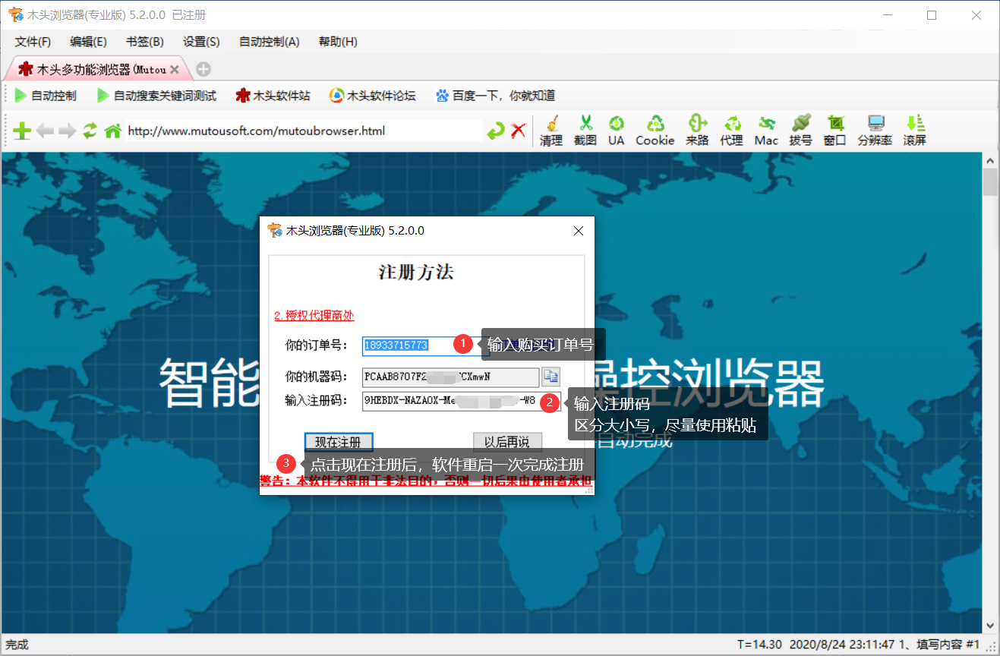 木头浏览器(专业版) 5.2.0.0 已注册
文件(F) 编辑(E) 书签(B) 设置(S) 自动控制(A) 帮助(H)
木头多功能浏览器(Mutou
自动控制 自动搜索关键词测试 木头软件站 木头软件论坛 百度一下，你就知道
http://www.mutousoft.com/mutoubrowser.html
清理 截图 UA Cookie 来路 代理 Mac 拔号 窗口 分辨率 滚屏
木头浏览器(专业版) 5.2.0.0
注册方法
2. 授权代理商处
你的订单号： 18933715773
1 输入购买订单号
你的机器码： PCAAB8707F2 CXmwN
输入注册码： 9HEBDX-NAZAOX-M -W8
2 输入注册码
区分大小写，尽量使用粘贴
智能 操控浏览器
自动完成
现在注册 以后再说
3 点击现在注册后，软件重启一次完成注册
警告：本软件不得用于非法目的，否则一切后果由使用者承担
完成 T=14.30 2020/8/24 23:11:47 1、填写内容 #1